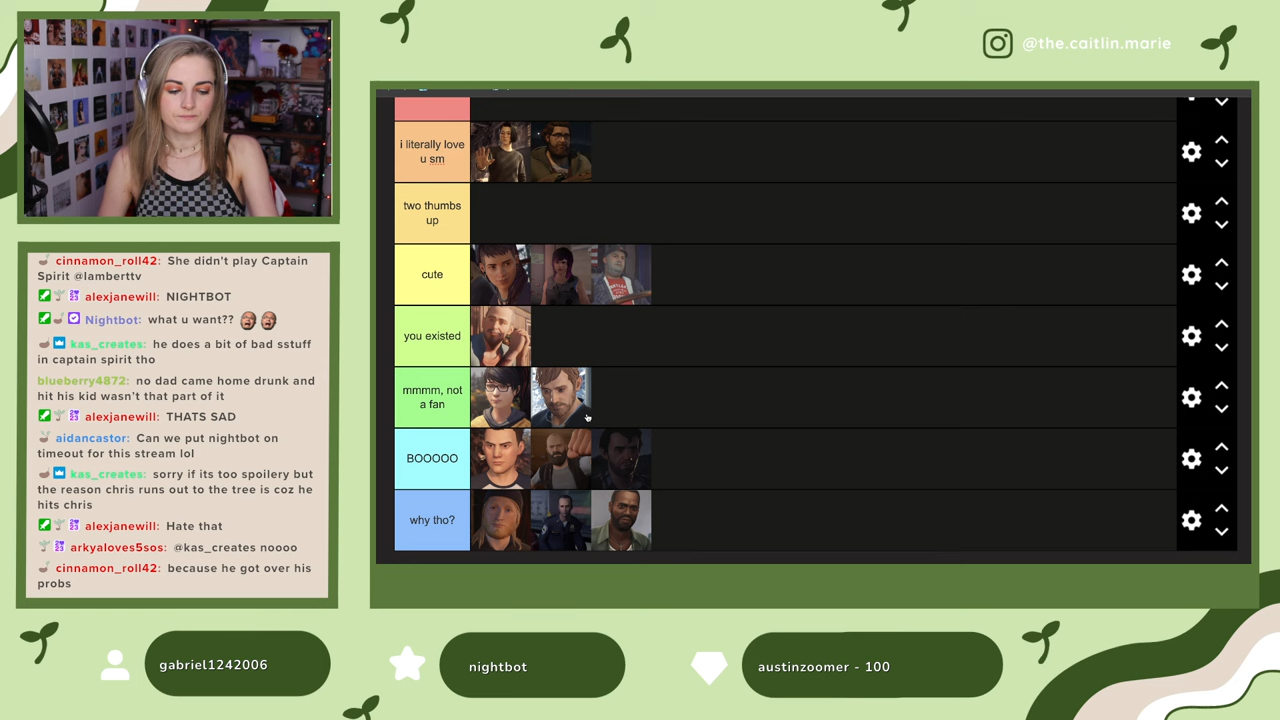 @the.caitlin.marie
cinnamon_roll42: She didn't play Captain
Spirit @lamberttv
alexjanewill: NIGHTBOT
Nightbot: what u want??
kas_creates: he does a bit of bad sstuff
in captain spirit tho
blueberry4872: no dad came home drunk and
hit his kid wasn't that part of it
alexjanewill: THATS SAD
aidancastor: Can we put nightbot on
timeout for this stream lol
kas_creates: sorry if its too spoilery but
the reason chris runs out to the tree is coz he
hits chris
alexjanewill: Hate that
arkyaloves5sos: @kas_creates noooo
cinnamon_roll42: because he got over his
probs
i literally love
u sm
two thumbs
up
cute
you existed
mmmm, not
a fan
BOOOOO
why tho?
gabriel1242006
nightbot
austinzoomer - 100